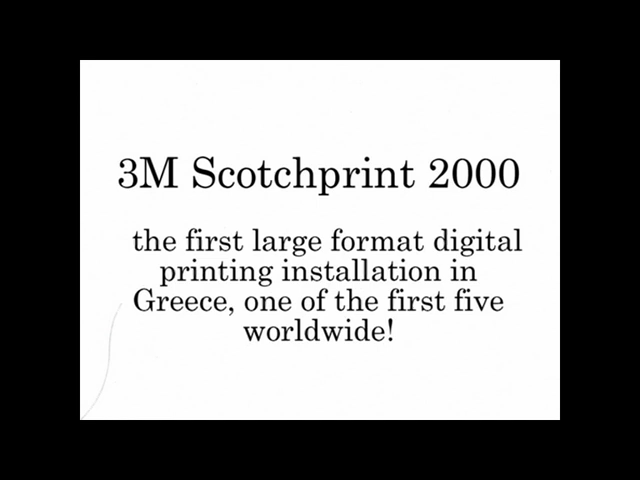 3M Scotchprint 2000
the first large format digital
printing installation in
Greece, one of the first five
worldwide!